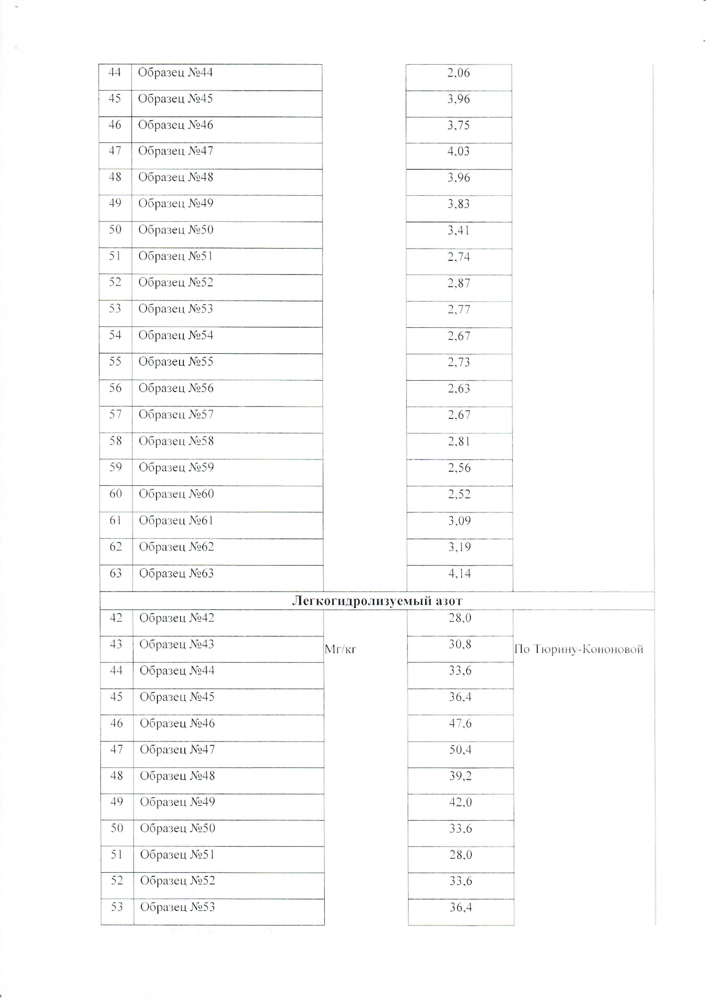 44 Образец №44 2,06
45 Образец №45 3,96
46 Образец №46 3,75
47 Образец №47 4,03
48 Образец №48 3,96
49 Образец №49 3,83
50 Образец №50 3,41
51 Образец №51 2,74
52 Образец №52 2,87
53 Образец №53 2,77
54 Образец №54 2,67
55 Образец №55 2,73
56 Образец №56 2,63
57 Образец №57 2,67
58 Образец №58 2,81
59 Образец №59 2,56
60 Образец №60 2,52
61 Образец №61 3,09
62 Образец №62 3,19
63 Образец №63 4,14
Легкогидролизуемый азот
42 Образец №42 28,0
43 Образец №43 Мг/кг 30,8 По Тюрину-Кононовой
44 Образец №44 33,6
45 Образец №45 36,4
46 Образец №46 47,6
47 Образец №47 50,4
48 Образец №48 39,2
49 Образец №49 42,0
50 Образец №50 33,6
51 Образец №51 28,0
52 Образец №52 33,6
53 Образец №53 36,4